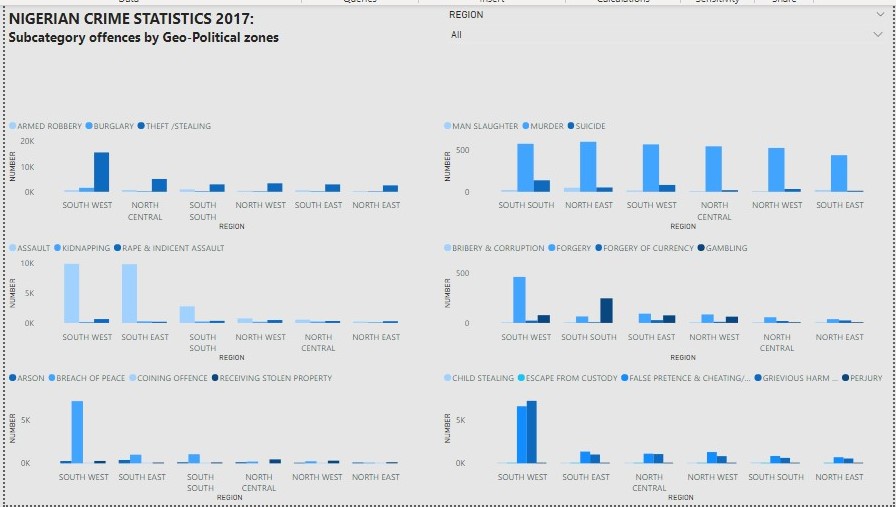 Data Queries Insert Calculations Sensitivity Share
NIGERIAN CRIME STATISTICS 2017:
Subcategory offences by Geo-Political zones
REGION
All
ARMED ROBBERY BURGLARY THEFT /STEALING
20K
10K
0K
NUMBER
SOUTH WEST NORTH CENTRAL SOUTH SOUTH NORTH WEST SOUTH EAST NORTH EAST
REGION
MAN SLAUGHTER MURDER SUICIDE
500
0
NUMBER
SOUTH SOUTH NORTH EAST SOUTH WEST NORTH CENTRAL NORTH WEST SOUTH EAST
REGION
ASSAULT KIDNAPPING RAPE & INDICENT ASSAULT
10K
5K
0K
NUMBER
SOUTH WEST SOUTH EAST SOUTH SOUTH NORTH WEST NORTH CENTRAL NORTH EAST
REGION
BRIBERY & CORRUPTION FORGERY FORGERY OF CURRENCY GAMBLING
500
0
NUMBER
SOUTH WEST SOUTH SOUTH SOUTH EAST NORTH WEST NORTH CENTRAL NORTH EAST
REGION
ARSON BREACH OF PEACE COINING OFFENCE RECEIVING STOLEN PROPERTY
5K
0K
NUMBER
SOUTH WEST SOUTH EAST SOUTH SOUTH NORTH CENTRAL NORTH WEST NORTH EAST
REGION
CHILD STEALING ESCAPE FROM CUSTODY FALSE PRETENCE & CHEATING/... GRIEVIOUS HARM ... PERJURY
5K
0K
NUMBER
SOUTH WEST SOUTH EAST NORTH CENTRAL NORTH WEST SOUTH SOUTH NORTH EAST
REGION